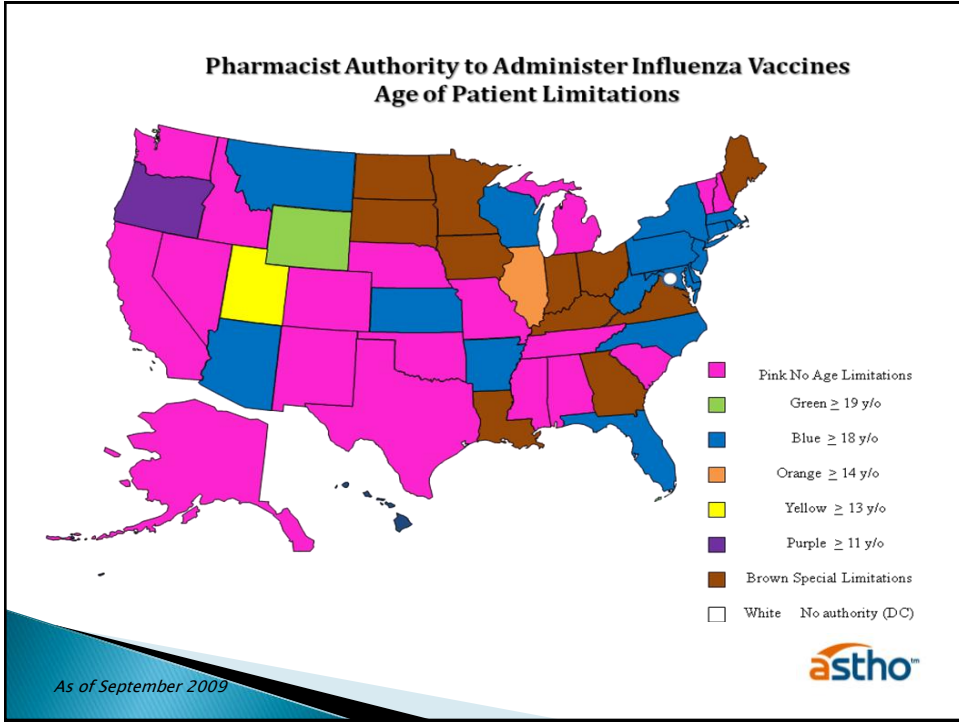 Pharmacist Authority to Administer Influenza Vaccines
Age of Patient Limitations
Pink No Age Limitations
Green ≥ 19 y/o
Blue ≥ 18 y/o
Orange ≥ 14 y/o
Yellow ≥ 13 y/o
Purple ≥ 11 y/o
Brown Special Limitations
White No authority (DC)
astho™
As of September 2009